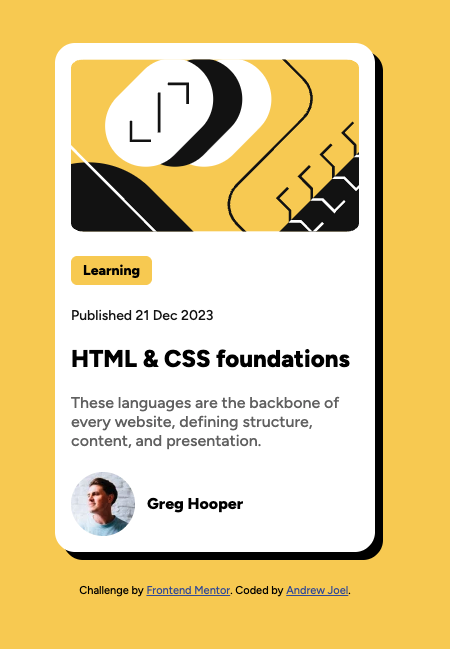 Learning
Published 21 Dec 2023
HTML & CSS foundations
These languages are the backbone of
every website, defining structure,
content, and presentation.
Greg Hooper
Challenge by Frontend Mentor. Coded by Andrew Joel.